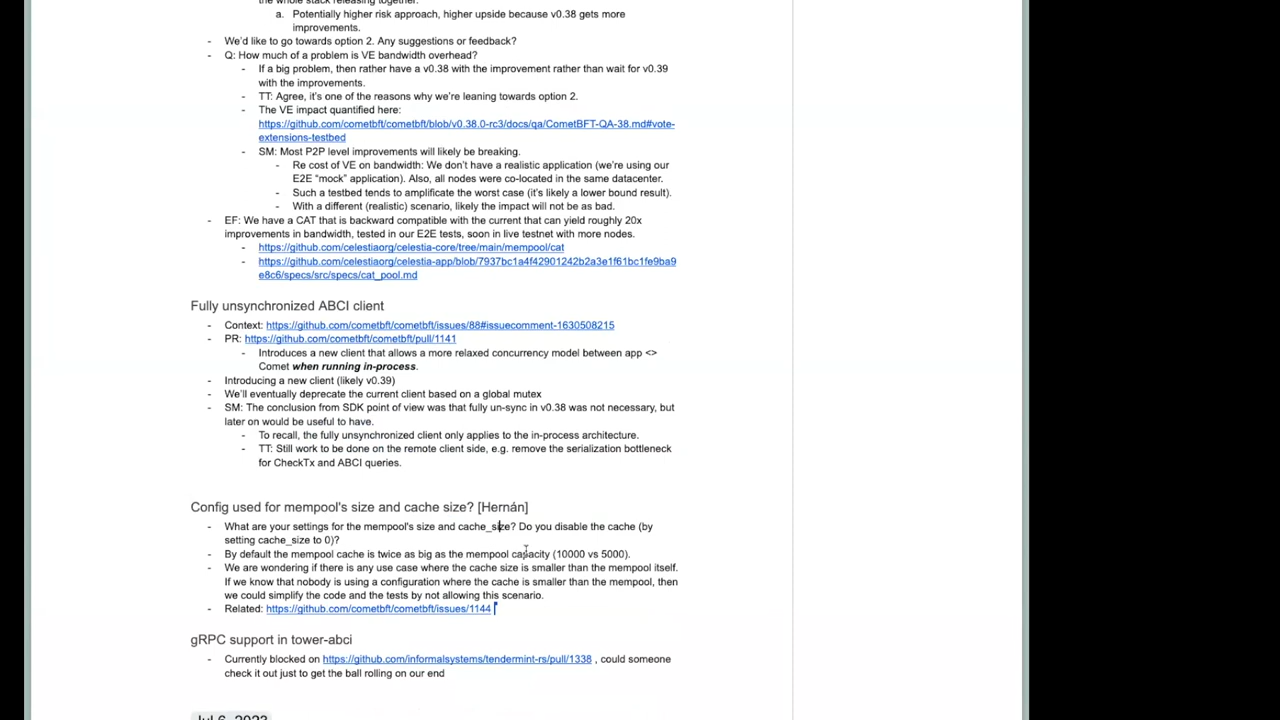 the whole stack releasing together.
a. Potentially higher risk approach, higher upside because v0.38 gets more
improvements.
- We'd like to go towards option 2. Any suggestions or feedback?
- Q: How much of a problem is VE bandwidth overhead?
- If a big problem, then rather have a v0.38 with the improvement rather than wait for v0.39
with the improvements.
- TT: Agree, it's one of the reasons why we're leaning towards option 2.
- The VE impact quantified here:
https://github.com/cometbft/cometbft/blob/v0.38.0-rc3/docs/qa/CometBFT-QA-38.md#vote-
extensions-testbed
- SM: Most P2P level improvements will likely be breaking.
- Re cost of VE on bandwidth: We don't have a realistic application (we're using our
E2E "mock" application). Also, all nodes were co-located in the same datacenter.
- Such a testbed tends to amplificate the worst case (it's likely a lower bound result).
- With a different (realistic) scenario, likely the impact will not be as bad.
- EF: We have a CAT that is backward compatible with the current that can yield roughly 20x
improvements in bandwidth, tested in our E2E tests, soon in live testnet with more nodes.
- https://github.com/celestiaorg/celestia-core/tree/main/mempool/cat
- https://github.com/celestiaorg/celestia-app/blob/7937bc1a4f42901242b2a3e1f61bc1fe9ba9
e8c6/specs/src/specs/cat_pool.md
Fully unsynchronized ABCI client
- Context: https://github.com/cometbft/cometbft/issues/88#issuecomment-1630508215
- PR: https://github.com/cometbft/cometbft/pull/1141
- Introduces a new client that allows a more relaxed concurrency model between app <>
Comet when running in-process.
- Introducing a new client (likely v0.39)
- We'll eventually deprecate the current client based on a global mutex
- SM: The conclusion from SDK point of view was that fully un-sync in v0.38 was not necessary, but
later on would be useful to have.
- To recall, the fully unsynchronized client only applies to the in-process architecture.
- TT: Still work to be done on the remote client side, e.g. remove the serialization bottleneck
for CheckTx and ABCI queries.
Config used for mempool's size and cache size? [Hernán]
- What are your settings for the mempool's size and cache_size? Do you disable the cache (by
setting cache_size to 0)?
- By default the mempool cache is twice as big as the mempool capacity (10000 vs 5000).
- We are wondering if there is any use case where the cache size is smaller than the mempool itself.
If we know that nobody is using a configuration where the cache is smaller than the mempool, then
we could simplify the code and the tests by not allowing this scenario.
- Related: https://github.com/cometbft/cometbft/issues/1144
gRPC support in tower-abci
- Currently blocked on https://github.com/informalsystems/tendermint-rs/pull/1338 , could someone
check it out just to get the ball rolling on our end
Jul 6, 2023